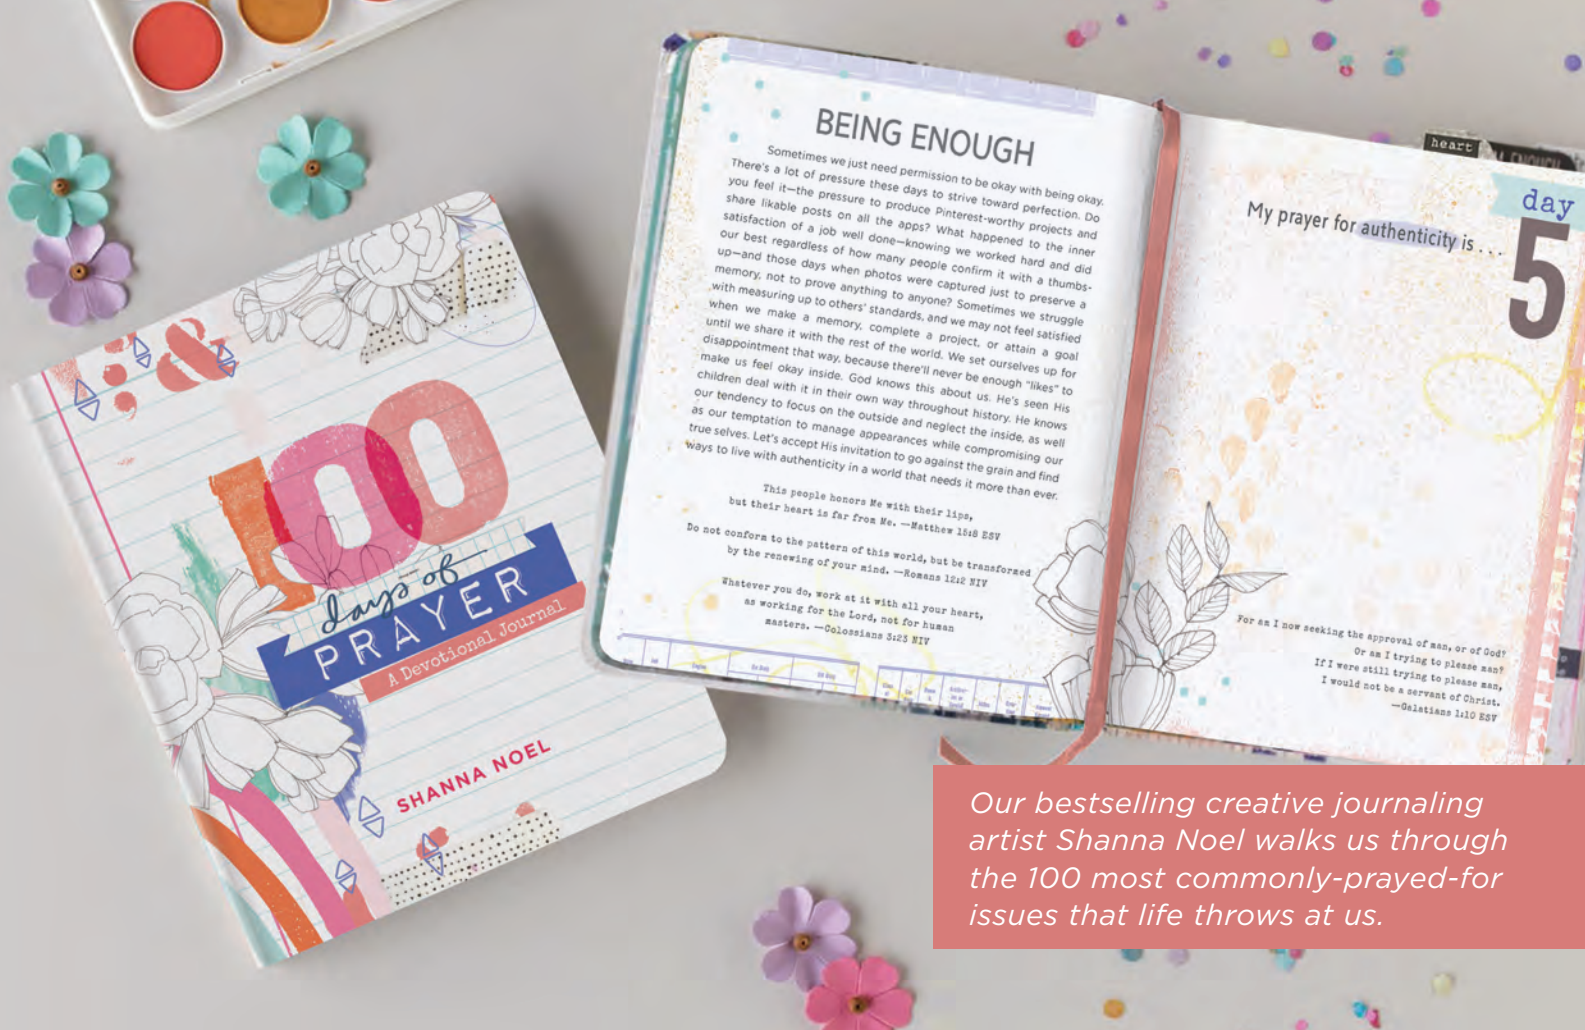 &
100
days of
PRAYER
A Devotional Journal
SHANNA NOEL
BEING ENOUGH
Sometimes we just need permission to be okay with being okay.
There's a lot of pressure these days to strive toward perfection. Do
you feel it—the pressure to produce Pinterest-worthy projects and
share likable posts on all the apps? What happened to the inner
satisfaction of a job well done—knowing we worked hard and did
our best regardless of how many people confirm it with a thumbs-
up—and those days when photos were captured just to preserve a
memory, not to prove anything to anyone? Sometimes we struggle
with measuring up to others' standards, and we may not feel satisfied
when we make a memory, complete a project, or attain a goal
until we share it with the rest of the world. We set ourselves up for
disappointment that way, because there'll never be enough "likes" to
make us feel okay inside. God knows this about us. He's seen His
children deal with it in their own way throughout history. He knows
our tendency to focus on the outside and neglect the inside, as well
as our temptation to manage appearances while compromising our
true selves. Let's accept His invitation to go against the grain and find
ways to live with authenticity in a world that needs it more than ever.
This people honors Me with their lips,
but their heart is far from Me. —Matthew 15:8 ESV
Do not conform to the pattern of this world, but be transformed
by the renewing of your mind. —Romans 12:2 NIV
Whatever you do, work at it with all your heart,
as working for the Lord, not for human
masters. —Colossians 3:23 NIV
heart
ENOUGH
day
5
My prayer for authenticity is . . .
For am I now seeking the approval of man, or of God?
Or am I trying to please man?
If I were still trying to please man,
I would not be a servant of Christ.
—Galatians 1:10 ESV
Our bestselling creative journaling
artist Shanna Noel walks us through
the 100 most commonly-prayed-for
issues that life throws at us.